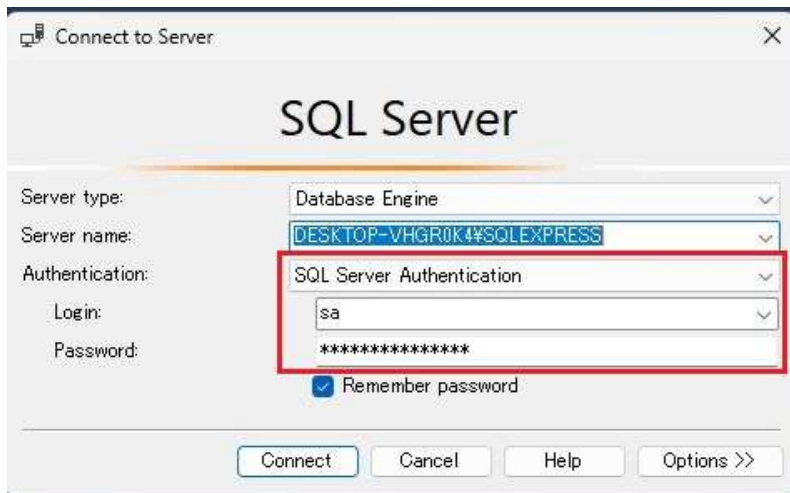 Connect to Server
SQL Server
Server type: Database Engine
Server name: DESKTOP-VHGR0K4¥SQLEXPRESS
Authentication: SQL Server Authentication
Login: sa
Password: ***************
Remember password
Connect Cancel Help Options >>